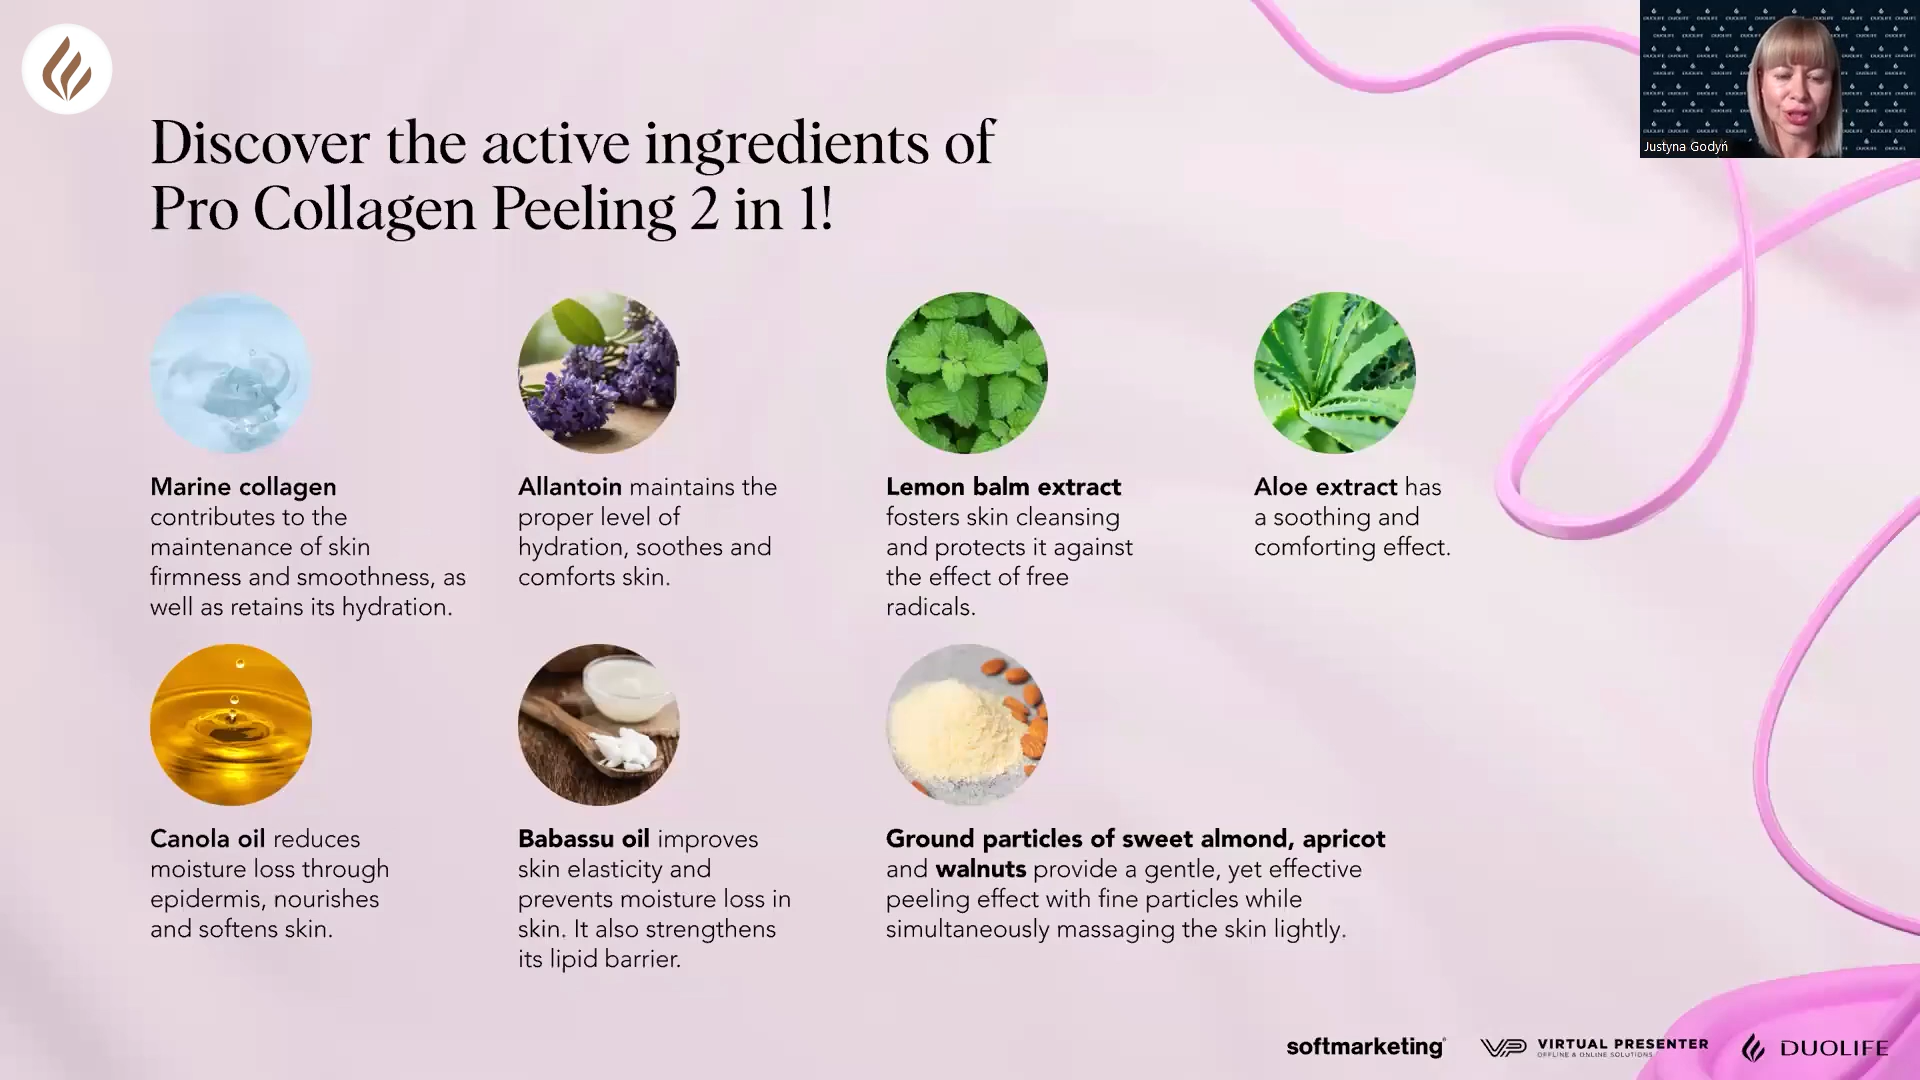 Discover the active ingredients of
Pro Collagen Peeling 2 in 1!
Justyna Godyń
Marine collagen
contributes to the
maintenance of skin
firmness and smoothness, as
well as retains its hydration.
Allantoin maintains the
proper level of
hydration, soothes and
comforts skin.
Lemon balm extract
fosters skin cleansing
and protects it against
the effect of free
radicals.
Aloe extract has
a soothing and
comforting effect.
Canola oil reduces
moisture loss through
epidermis, nourishes
and softens skin.
Babassu oil improves
skin elasticity and
prevents moisture loss in
skin. It also strengthens
its lipid barrier.
Ground particles of sweet almond, apricot
and walnuts provide a gentle, yet effective
peeling effect with fine particles while
simultaneously massaging the skin lightly.
softmarketing
VP VIRTUAL PRESENTER
OFFLINE & ONLINE SOLUTIONS
DUOLIFE